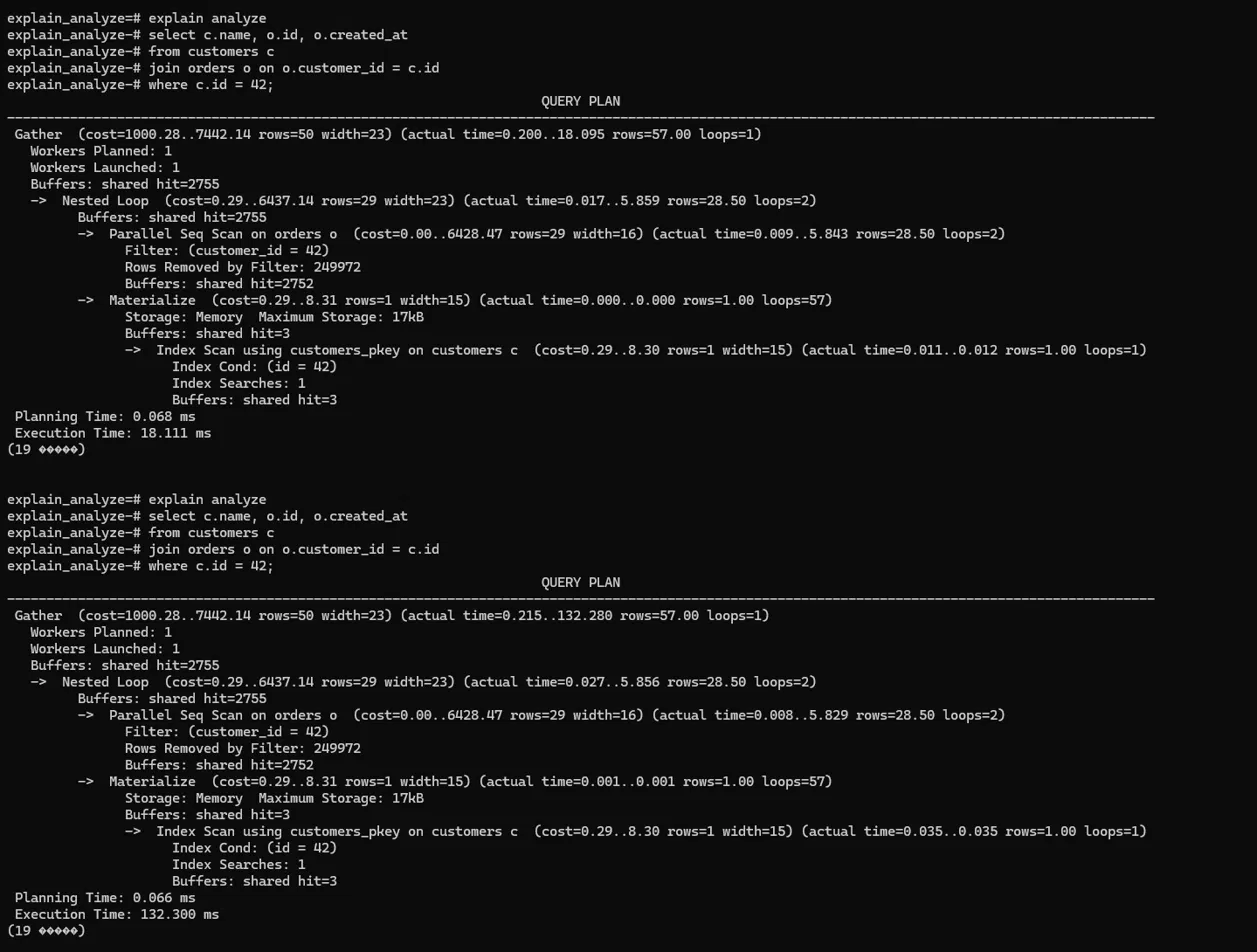 explain_analyze=# explain analyze
explain_analyze-# select c.name, o.id, o.created_at
explain_analyze-# from customers c
explain_analyze-# join orders o on o.customer_id = c.id
explain_analyze-# where c.id = 42;
QUERY PLAN
Gather  (cost=1000.28..7442.14 rows=50 width=23) (actual time=0.200..18.095 rows=57.00 loops=1)
  Workers Planned: 1
  Workers Launched: 1
  Buffers: shared hit=2755
  ->  Nested Loop  (cost=0.29..6437.14 rows=29 width=23) (actual time=0.017..5.859 rows=28.50 loops=2)
        Buffers: shared hit=2755
        ->  Parallel Seq Scan on orders o  (cost=0.00..6428.47 rows=29 width=16) (actual time=0.009..5.843 rows=28.50 loops=2)
              Filter: (customer_id = 42)
              Rows Removed by Filter: 249972
              Buffers: shared hit=2752
        ->  Materialize  (cost=0.29..8.31 rows=1 width=15) (actual time=0.000..0.000 rows=1.00 loops=57)
              Storage: Memory  Maximum Storage: 17kB
              Buffers: shared hit=3
              ->  Index Scan using customers_pkey on customers c  (cost=0.29..8.30 rows=1 width=15) (actual time=0.011..0.012 rows=1.00 loops=1)
                    Index Cond: (id = 42)
                    Index Searches: 1
                    Buffers: shared hit=3
Planning Time: 0.068 ms
Execution Time: 18.111 ms
(19 �����)
explain_analyze=# explain analyze
explain_analyze-# select c.name, o.id, o.created_at
explain_analyze-# from customers c
explain_analyze-# join orders o on o.customer_id = c.id
explain_analyze-# where c.id = 42;
QUERY PLAN
Gather  (cost=1000.28..7442.14 rows=50 width=23) (actual time=0.215..132.280 rows=57.00 loops=1)
  Workers Planned: 1
  Workers Launched: 1
  Buffers: shared hit=2755
  ->  Nested Loop  (cost=0.29..6437.14 rows=29 width=23) (actual time=0.027..5.856 rows=28.50 loops=2)
        Buffers: shared hit=2755
        ->  Parallel Seq Scan on orders o  (cost=0.00..6428.47 rows=29 width=16) (actual time=0.008..5.829 rows=28.50 loops=2)
              Filter: (customer_id = 42)
              Rows Removed by Filter: 249972
              Buffers: shared hit=2752
        ->  Materialize  (cost=0.29..8.31 rows=1 width=15) (actual time=0.001..0.001 rows=1.00 loops=57)
              Storage: Memory  Maximum Storage: 17kB
              Buffers: shared hit=3
              ->  Index Scan using customers_pkey on customers c  (cost=0.29..8.30 rows=1 width=15) (actual time=0.035..0.035 rows=1.00 loops=1)
                    Index Cond: (id = 42)
                    Index Searches: 1
                    Buffers: shared hit=3
Planning Time: 0.066 ms
Execution Time: 132.300 ms
(19 �����)